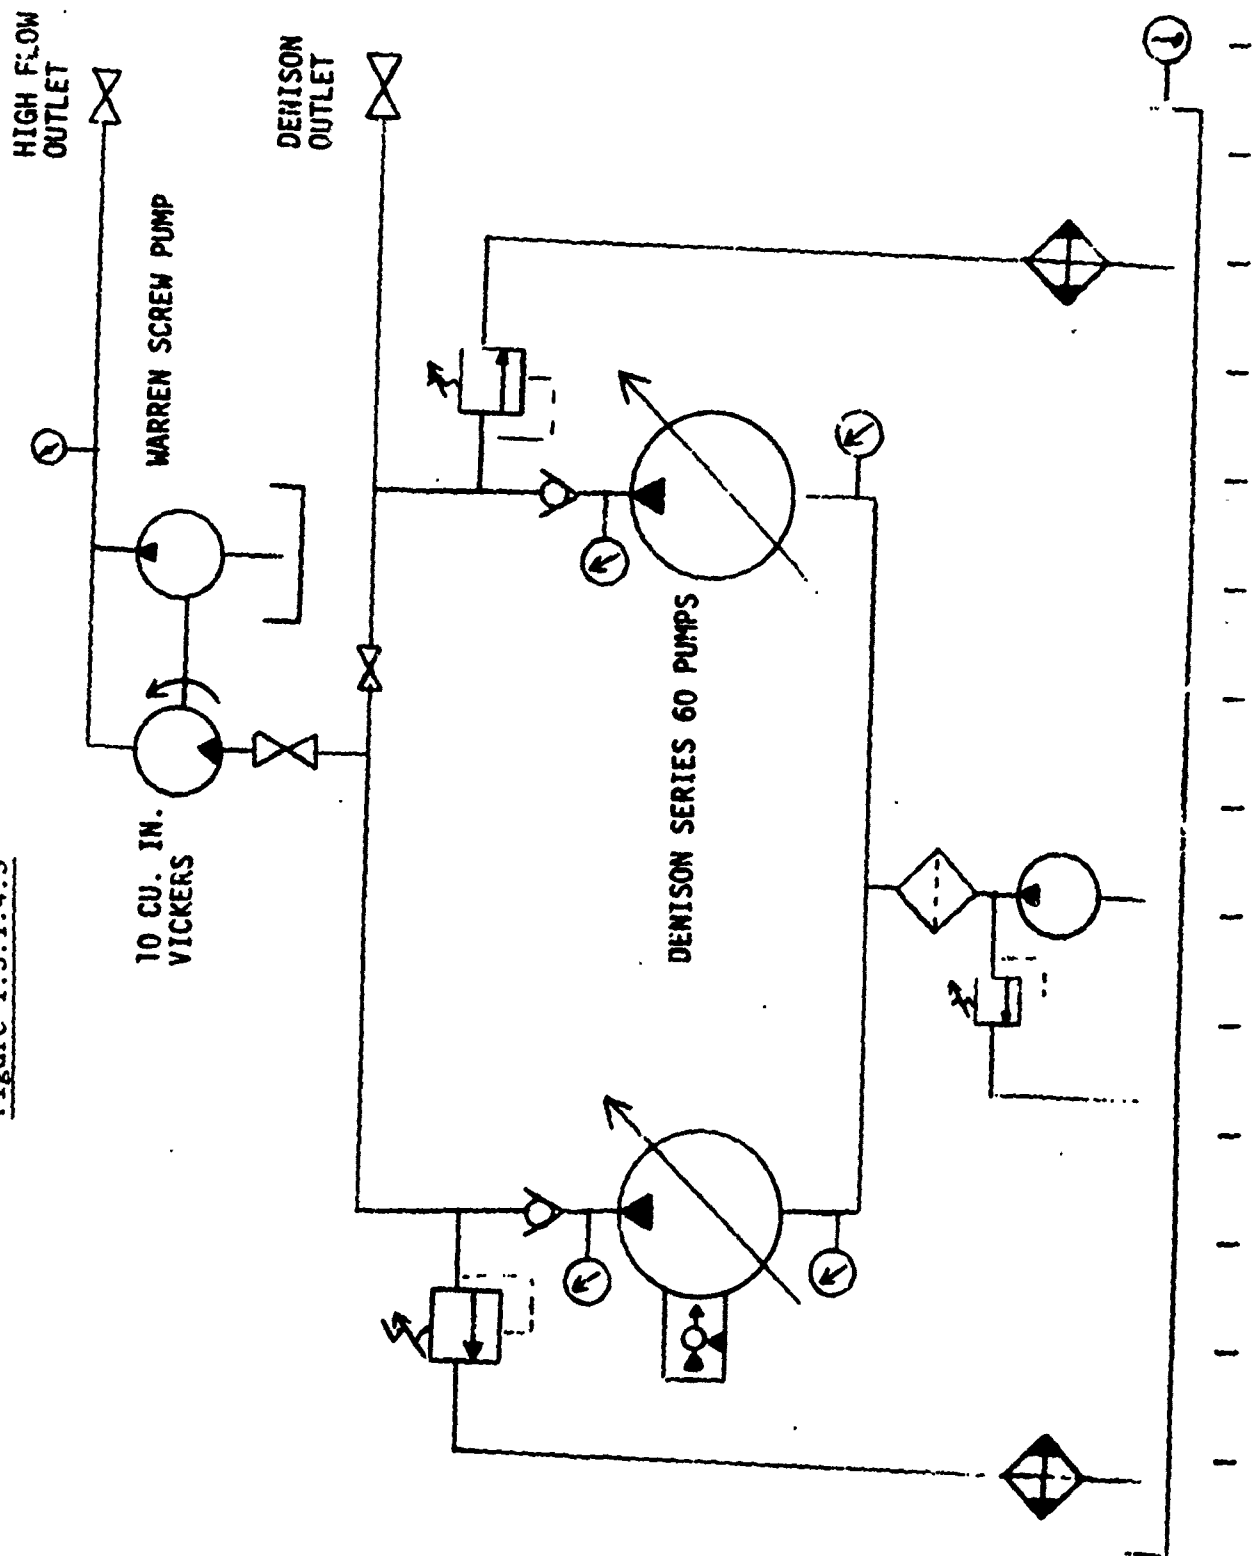 HIGH FLOW
OUTLET
DENISON
OUTLET
WARREN SCREW PUMP
10 CU. IN.
VICKERS
DENISON SERIES 60 PUMPS